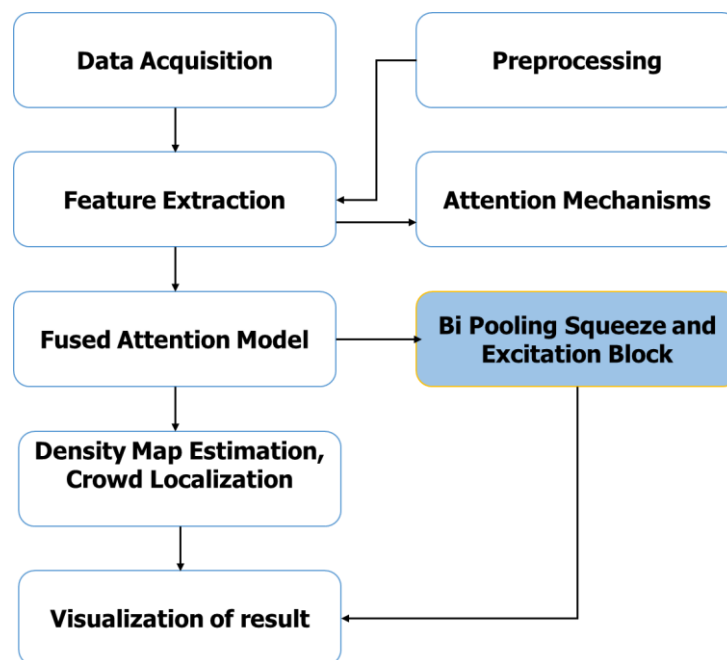 Data Acquisition
Preprocessing
Feature Extraction
Attention Mechanisms
Fused Attention Model
Bi Pooling Squeeze and
Excitation Block
Density Map Estimation,
Crowd Localization
Visualization of result